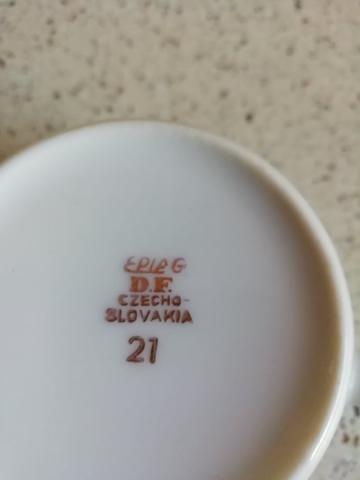 EPIAG
D.F.
CZECHO-
SLOVAKIA
21